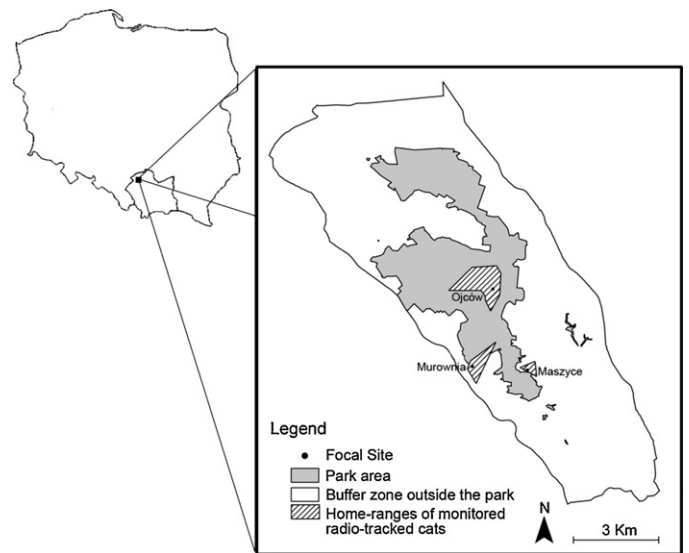 Ojców
Murownia
Maszyce
Legend
Focal Site
Park area
Buffer zone outside the park
Home-ranges of monitored
radio-tracked cats
N
3 Km